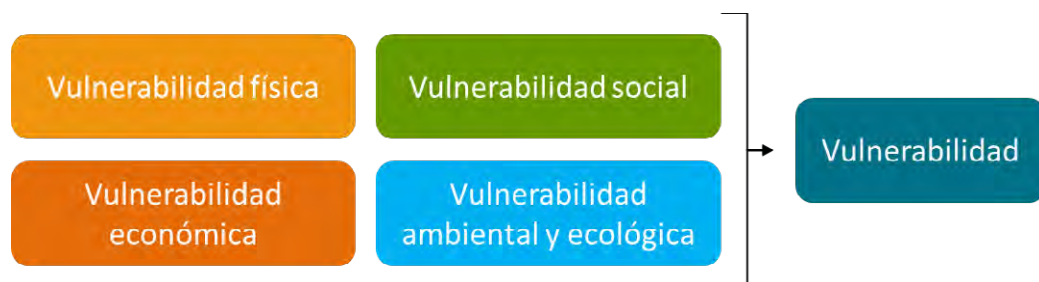 Vulnerabilidad física
Vulnerabilidad social
Vulnerabilidad
económica
Vulnerabilidad
ambiental y ecológica
Vulnerabilidad